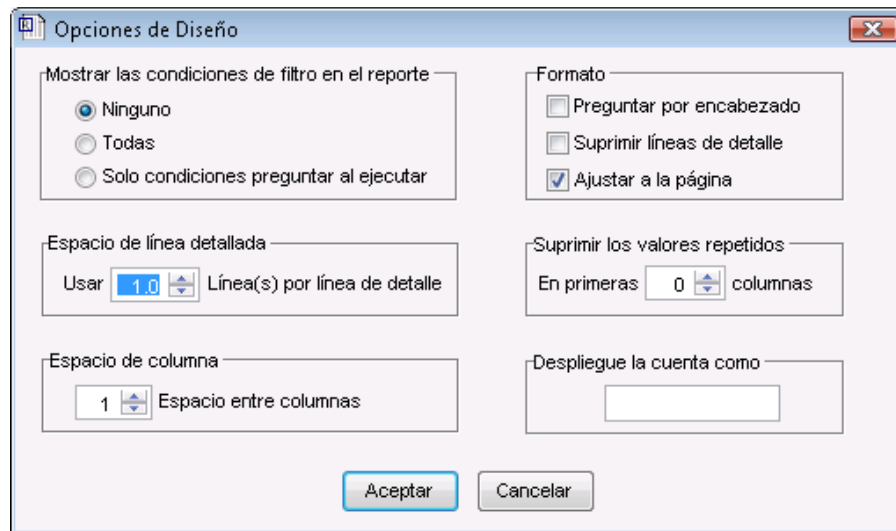 Opciones de Diseño
Mostrar las condiciones de filtro en el reporte
Ninguno
Todas
Solo condiciones preguntar al ejecutar
Formato
Preguntar por encabezado
Suprimir líneas de detalle
Ajustar a la página
Espacio de línea detallada
Usar 1.0 Línea(s) por línea de detalle
Suprimir los valores repetidos
En primeras 0 columnas
Espacio de columna
1 Espacio entre columnas
Despliegue la cuenta como
Aceptar
Cancelar